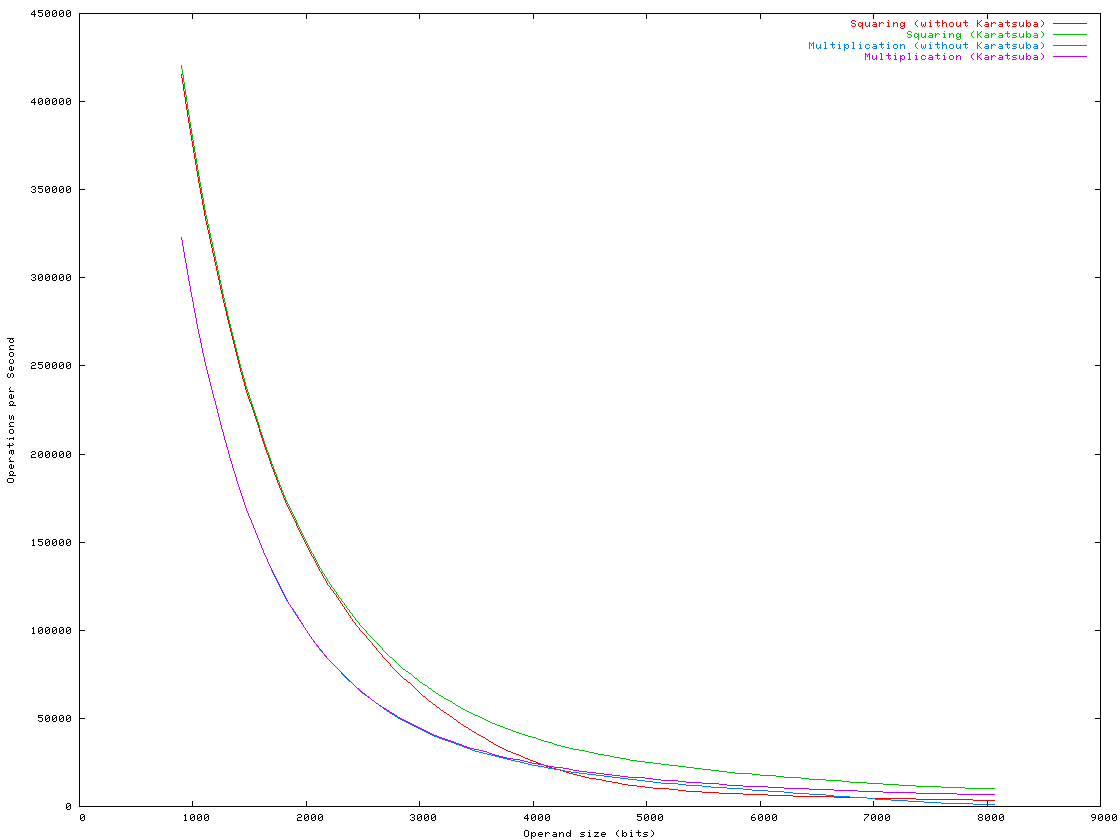 450000
400000
350000
300000
250000
200000
150000
100000
50000
0
0 1000 2000 3000 4000 5000 6000 7000 8000 9000
Operations per Second
Operand size (bits)
Squaring (without Karatsuba)
Squaring (Karatsuba)
Multiplication (without Karatsuba)
Multiplication (Karatsuba)